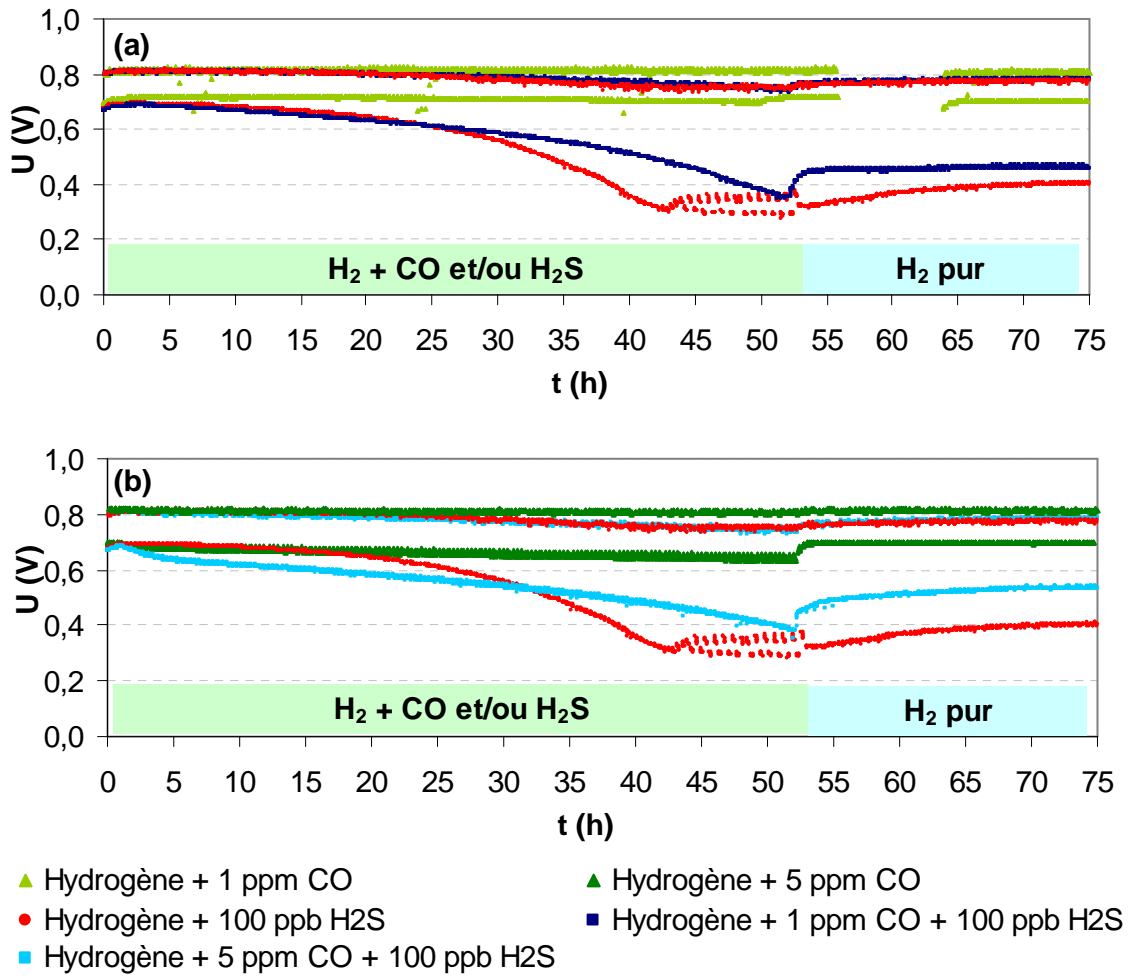 (a)
1,0
0,8
0,6
0,4
0,2
0,0
U (V)
H₂ + CO et/ou H₂S
H₂ pur
0 5 10 15 20 25 30 35 40 45 50 55 60 65 70 75
t (h)
(b)
1,0
0,8
0,6
0,4
0,2
0,0
U (V)
H₂ + CO et/ou H₂S
H₂ pur
0 5 10 15 20 25 30 35 40 45 50 55 60 65 70 75
t (h)
Hydrogène + 1 ppm CO
Hydrogène + 5 ppm CO
Hydrogène + 100 ppb H2S
Hydrogène + 1 ppm CO + 100 ppb H2S
Hydrogène + 5 ppm CO + 100 ppb H2S